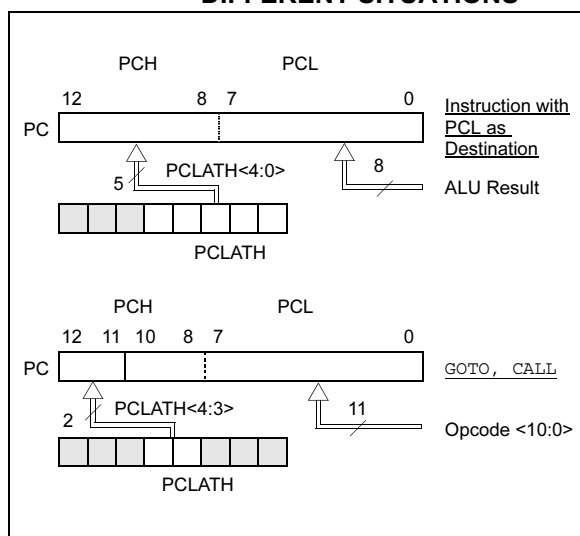 DIFFERENT SITUATIONS
PCH PCL
12 8 7 0
PC
Instruction with
PCL as
Destination
5 PCLATH<4:0> 8
ALU Result
PCLATH
PCH PCL
12 11 10 8 7 0
PC GOTO, CALL
2 PCLATH<4:3> 11
Opcode <10:0>
PCLATH